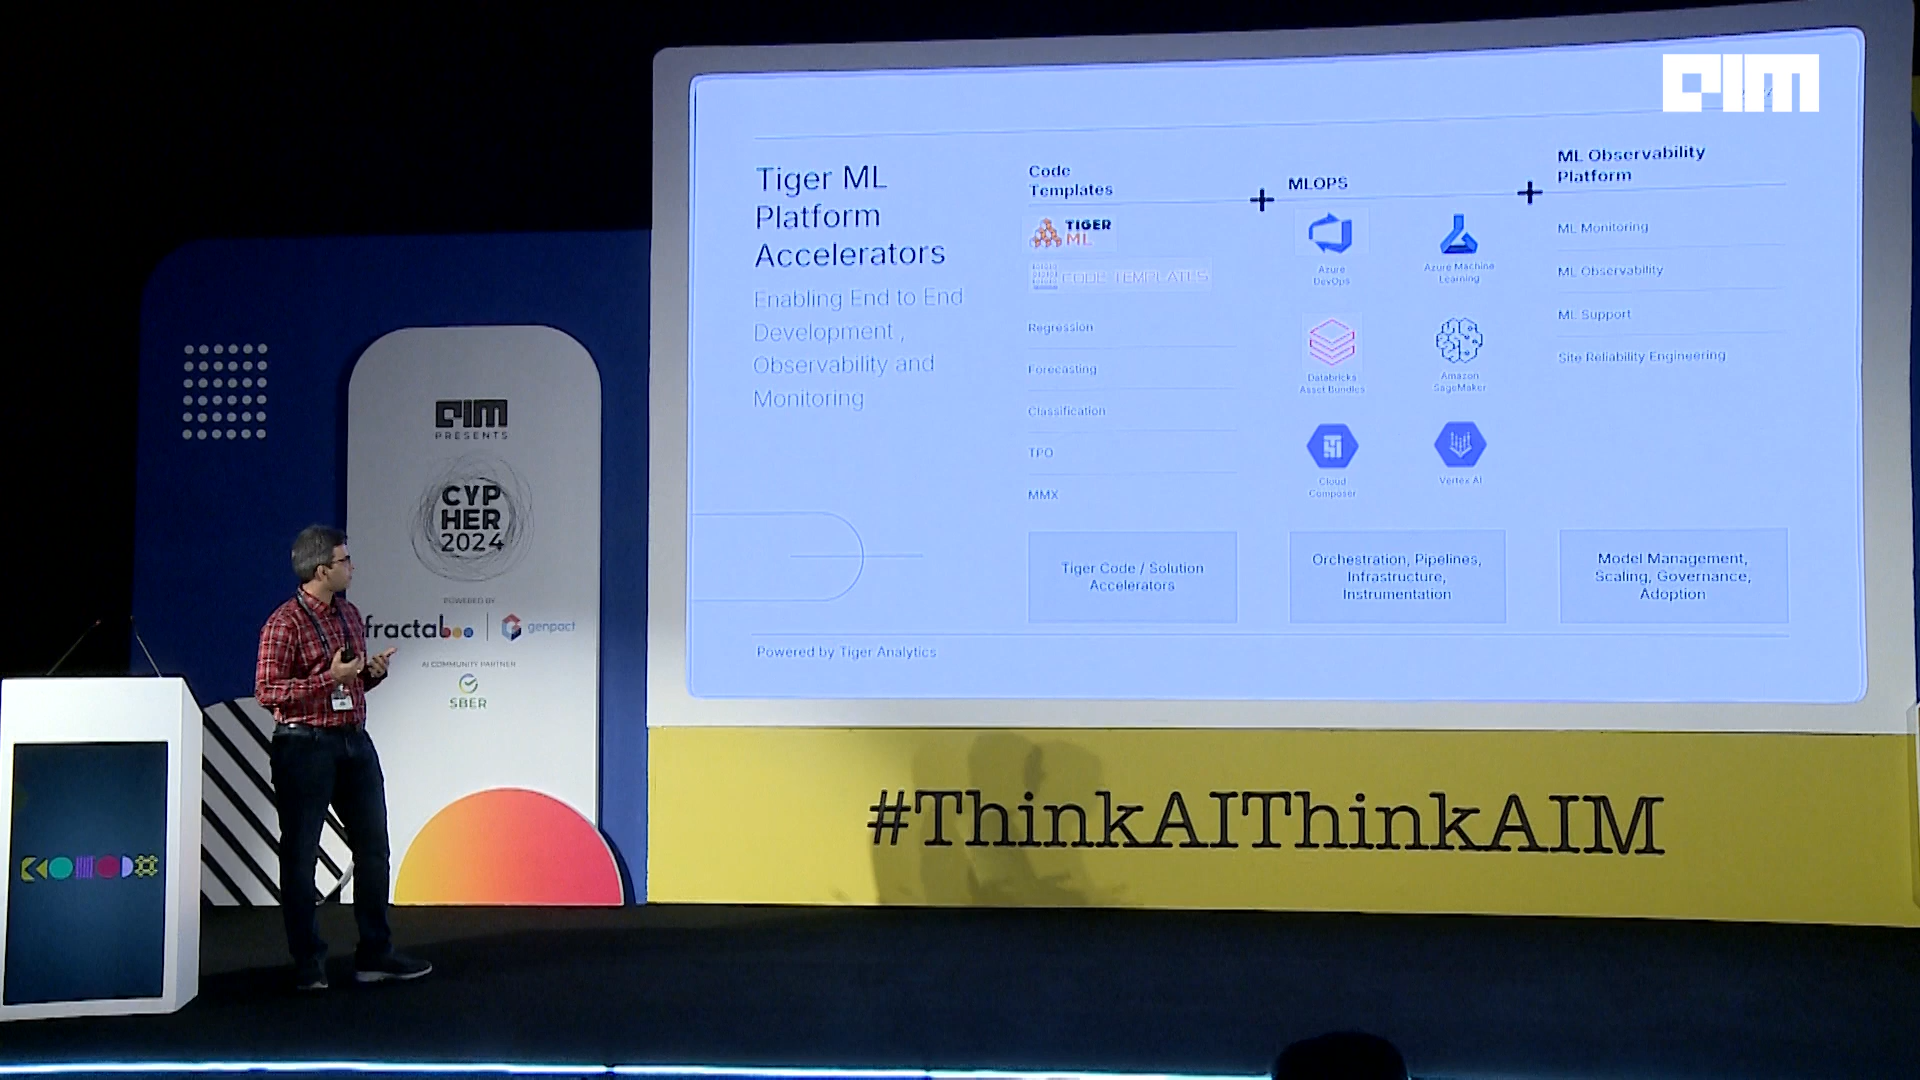 AIM
Tiger ML
Platform
Accelerators
Enabling End to End
Development ,
Observability and
Monitoring
Code
Templates
TIGER
ML
CODE TEMPLATES
Regression
Forecasting
Classification
TPO
MMX
Tiger Code / Solution
Accelerators
+
MLOPS
Azure
DevOps
Azure Machine
Learning
Databricks
Asset Bundles
Amazon
SageMaker
Cloud
Composer
Vertex AI
Orchestration, Pipelines,
Infrastructure,
Instrumentation
+
ML Observability
Platform
ML Monitoring
ML Observability
ML Support
Site Reliability Engineering
Model Management,
Scaling, Governance,
Adoption
Powered by Tiger Analytics
AIM
PRESENTS
CYP
HER
2024
POWERED BY
fractal
genpact
AI COMMUNITY PARTNER
SBER
#ThinkAIThinkAIM